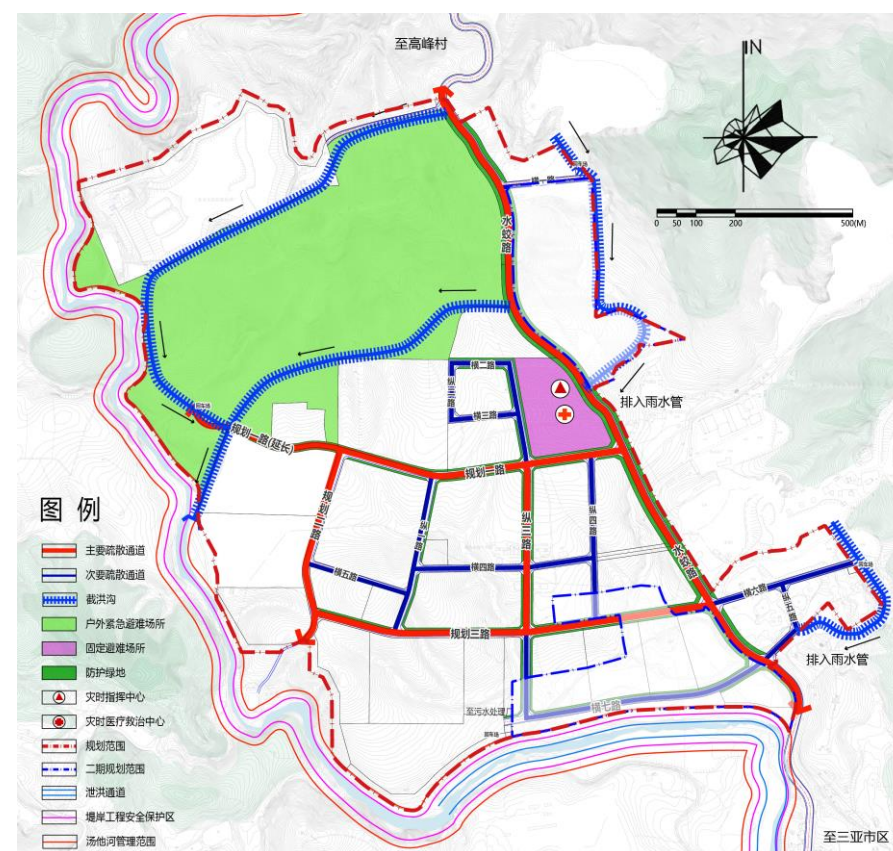 至高峰村
N
0 50 100 200 500(M)
横一路
水蛟路
排入雨水管
横二路
纵二路
横三路
规划一路(延长)
规划一路
规划二路
纵一路
纵三路
纵四路
水蛟路
横四路
横五路
横六路
纵五路
规划三路
排入雨水管
横七路
至污水处理厂
至三亚市区
图 例
主要疏散通道
次要疏散通道
截洪沟
户外紧急避难场所
固定避难场所
防护绿地
灾时指挥中心
灾时医疗救治中心
规划范围
二期规划范围
泄洪通道
堤岸工程安全保护区
汤他河管理范围